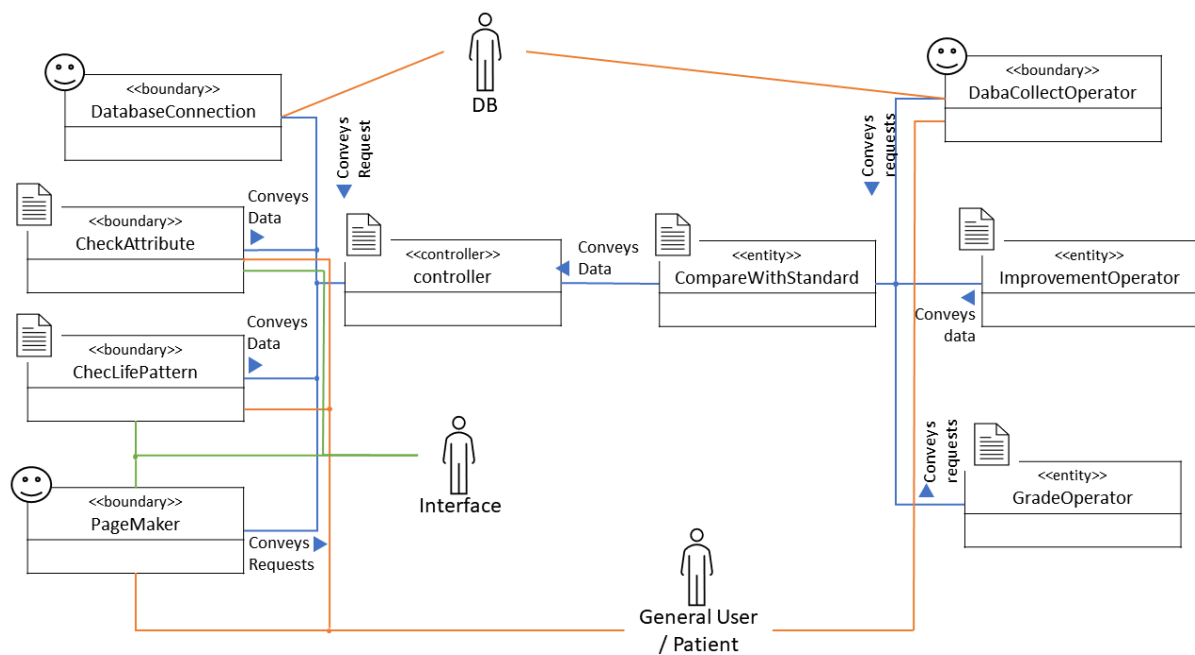 <<boundary>>
DatabaseConnection
DB
<<boundary>>
DabaCollectOperator
Conveys
Request
Conveys
requests
<<boundary>>
CheckAttribute
Conveys
Data
<<controller>>
controller
Conveys
Data
<<entity>>
CompareWithStandard
<<entity>>
ImprovementOperator
Conveys
data
<<boundary>>
ChecLifePattern
Conveys
Data
Interface
Conveys
requests
<<entity>>
GradeOperator
<<boundary>>
PageMaker
Conveys
Requests
General User
/ Patient